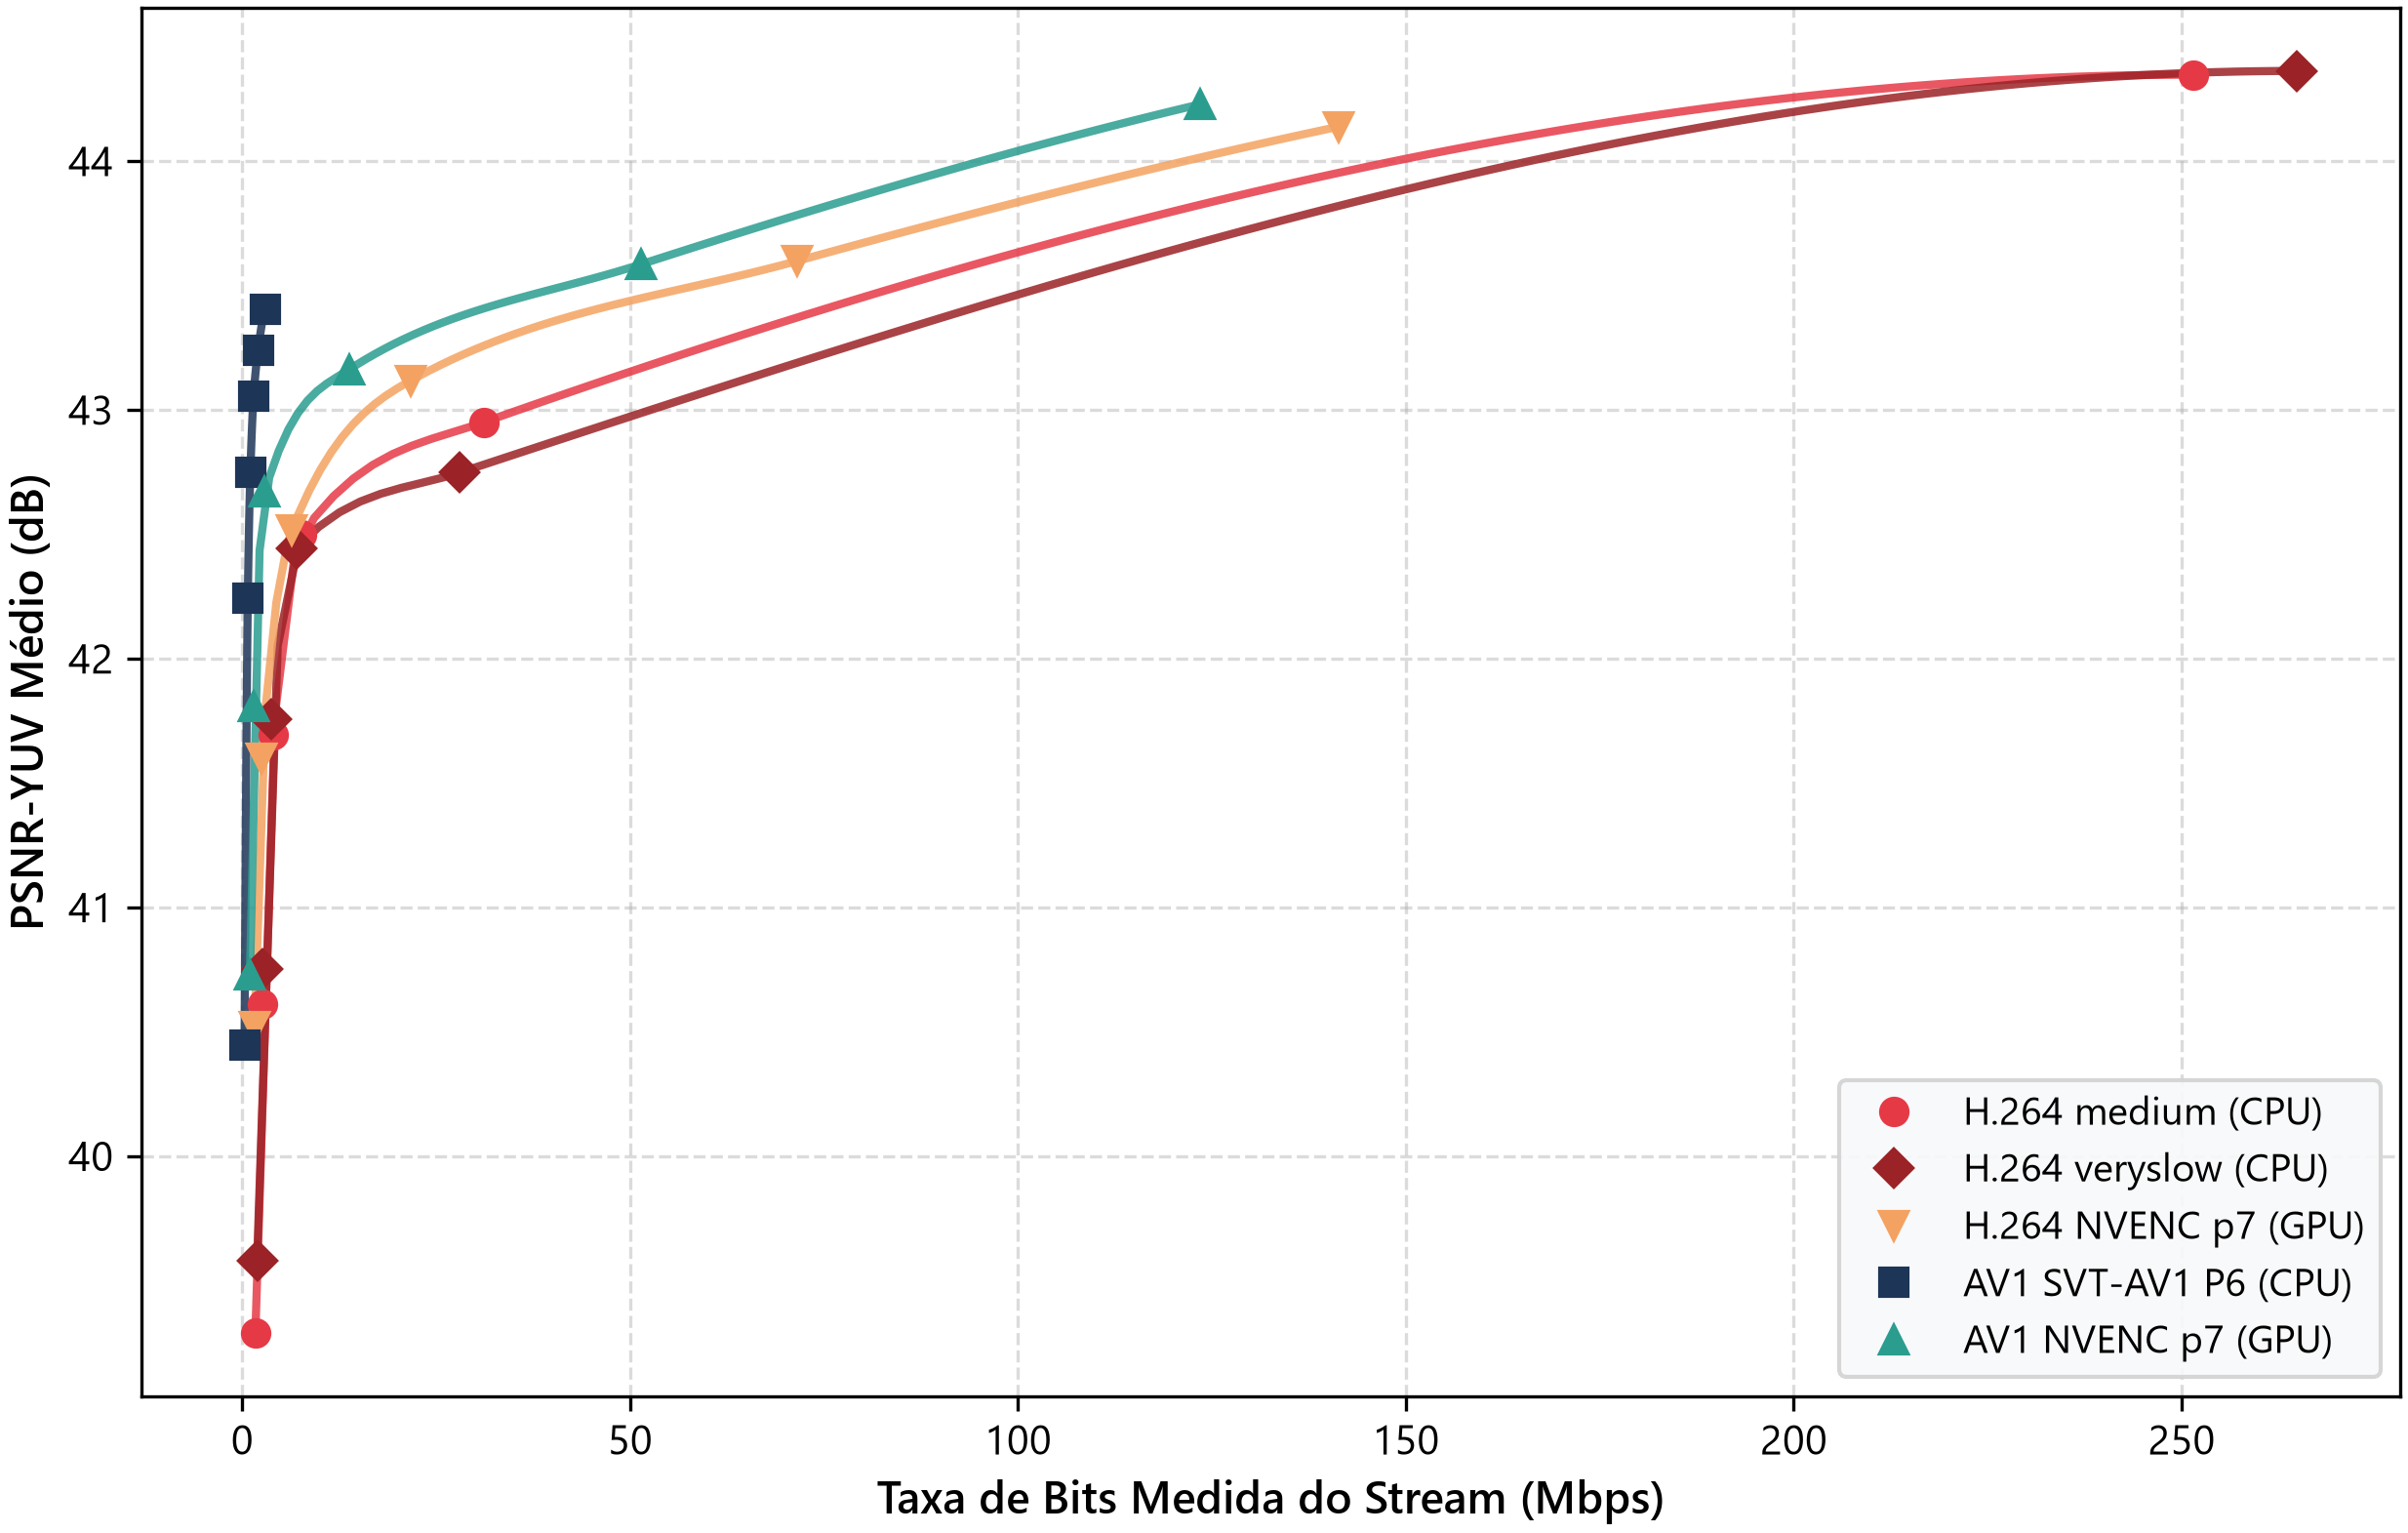 PSNR-YUV Médio (dB)
44
43
42
41
40
0 50 100 150 200 250
Taxa de Bits Medida do Stream (Mbps)
H.264 medium (CPU)
H.264 veryslow (CPU)
H.264 NVENC p7 (GPU)
AV1 SVT-AV1 P6 (CPU)
AV1 NVENC p7 (GPU)